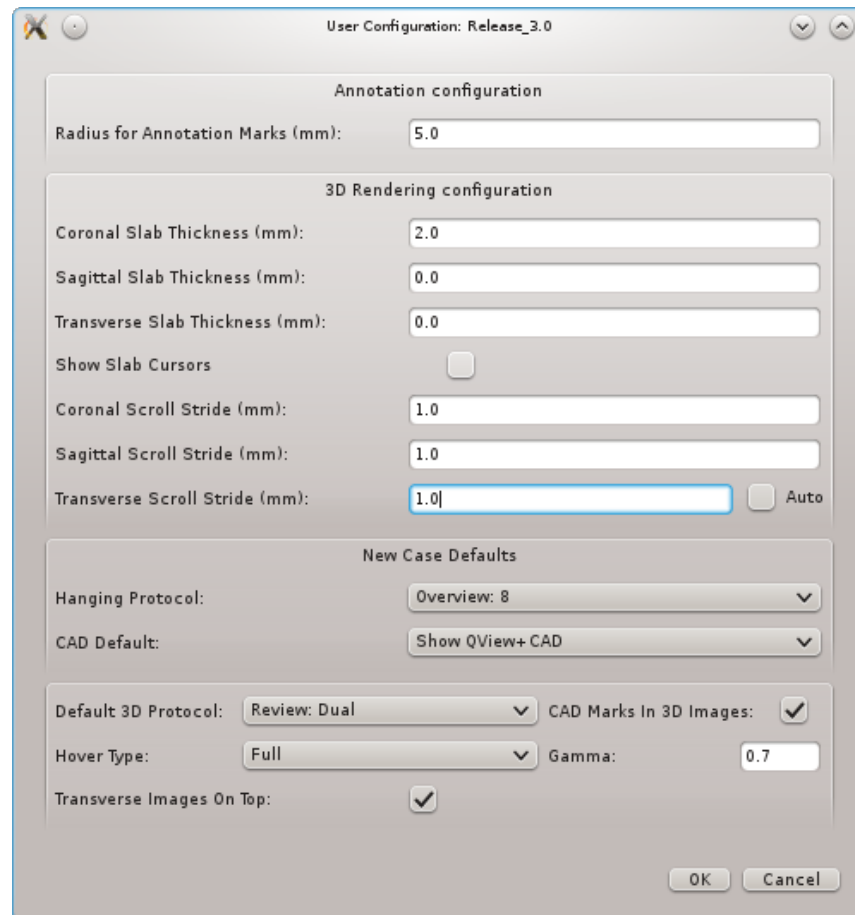 User Configuration: Release_3.0
Annotation configuration
Radius for Annotation Marks (mm): 5.0
3D Rendering configuration
Coronal Slab Thickness (mm): 2.0
Sagittal Slab Thickness (mm): 0.0
Transverse Slab Thickness (mm): 0.0
Show Slab Cursors
Coronal Scroll Stride (mm): 1.0
Sagittal Scroll Stride (mm): 1.0
Transverse Scroll Stride (mm): 1.0 Auto
New Case Defaults
Hanging Protocol: Overview: 8
CAD Default: Show QView+ CAD
Default 3D Protocol: Review: Dual CAD Marks In 3D Images:
Hover Type: Full Gamma: 0.7
Transverse Images On Top:
OK Cancel